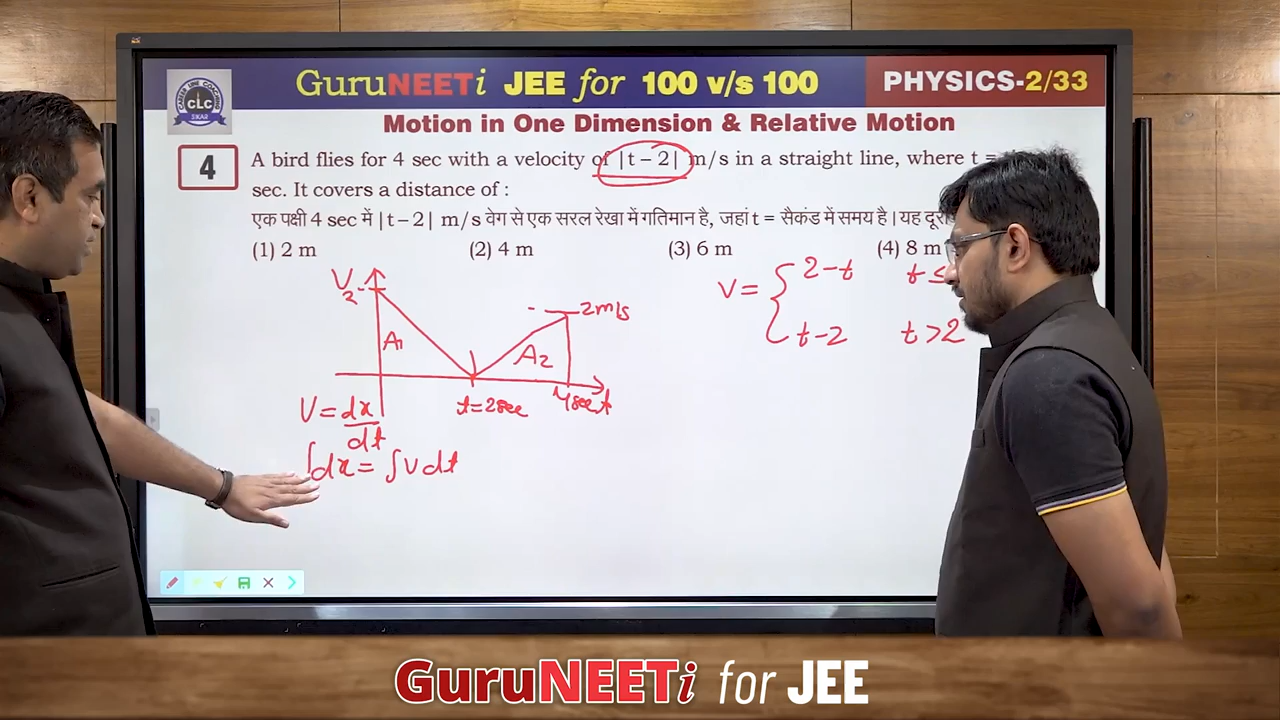 GuruNEETi JEE for 100 v/s 100
PHYSICS-2/33
CLC
SIKAR
Motion in One Dimension & Relative Motion
4
A bird flies for 4 sec with a velocity of |t – 2| m/s in a straight line, where t =
sec. It covers a distance of :
एक पक्षी 4 sec में |t – 2| m/s वेग से एक सरल रेखा में गतिमान है, जहां t = सैकंड में समय है। यह
(1) 2 m (2) 4 m (3) 6 m (4) 8 m
V
2
A1
A2
2m/s
t=2sec
4sec
t
V = { 2-t t ≤
t-2 t >2
V = dx/dt
∫dx = ∫v dt
GuruNEETi for JEE